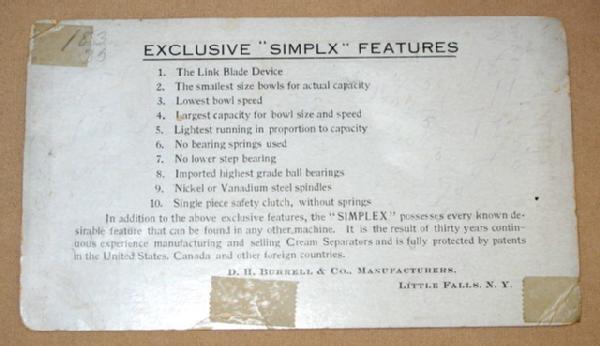 EXCLUSIVE "SIMPLX" FEATURES
1. The Link Blade Device
2. The smallest size bowls for actual capacity
3. Lowest bowl speed
4. Largest capacity for bowl size and speed
5. Lightest running in proportion to capacity
6. No bearing springs used
7. No lower step bearing
8. Imported highest grade ball bearings
9. Nickel or Vanadium steel spindles
10. Single piece safety clutch, without springs
In addition to the above exclusive features, the "SIMPLEX" possesses every known de-
sirable feature that can be found in any other machine. It is the result of thirty years contin-
uous experience manufacturing and selling Cream Separators and is fully protected by patents
in the United States, Canada and other foreign countries.
D. H. BURRELL & CO., MANUFACTURERS,
LITTLE FALLS, N. Y.